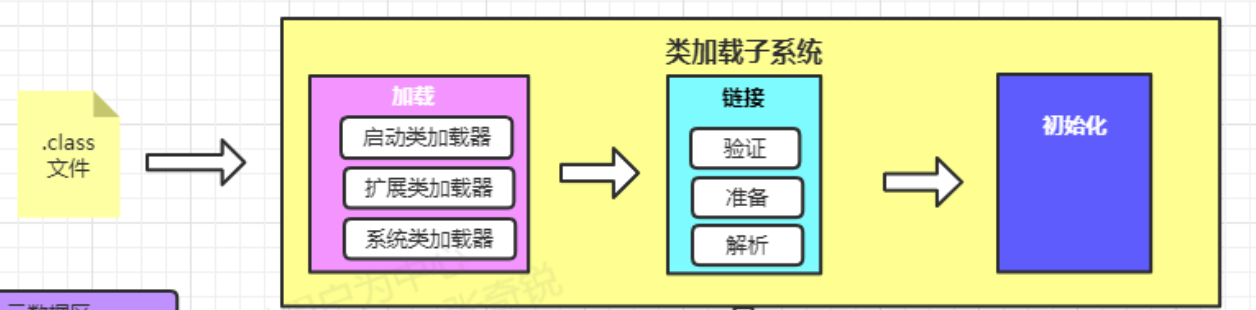 类加载子系统
.class
文件
加载
启动类加载器
扩展类加载器
系统类加载器
链接
验证
准备
解析
初始化